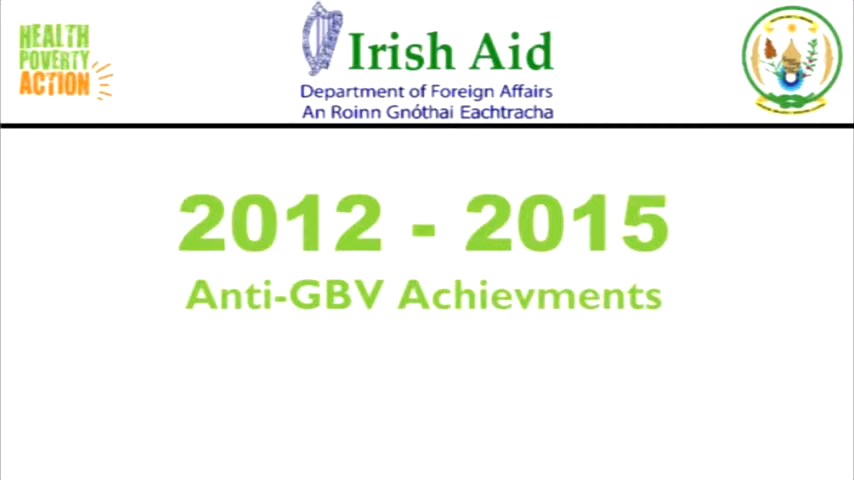 HEALTH
POVERTY
ACTION
Irish Aid
Department of Foreign Affairs
An Roinn Gnóthai Eachtracha
2012 - 2015
Anti-GBV Achievments